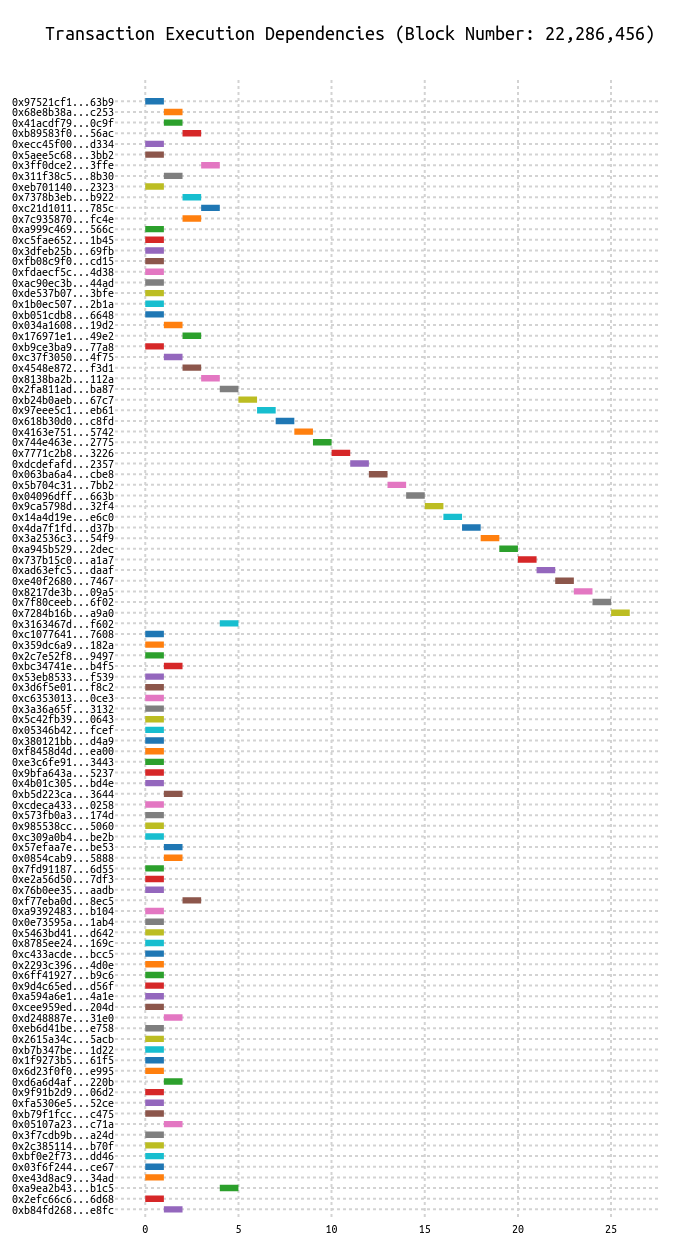 Transaction Execution Dependencies (Block Number: 22,286,456)
0x97521cf1...63b9
0x68e8b38a...c253
0x41acdf79...0c9f
0xb89583f0...56ac
0xecc45f00...d334
0x5aee5c68...3bb2
0x3ff0dce2...3ffe
0x311f38c5...8b30
0xeb701140...2323
0x7378b3eb...b922
0xc21d1011...785c
0x7c935870...fc4e
0xa999c469...566c
0xc5fae652...1b45
0x3dfeb25b...69fb
0xfb08c9f0...cd15
0xfdaecf5c...4d38
0xac90ec3b...44ad
0xde537b07...3bfe
0x1b0ec507...2b1a
0xb051cdb8...6648
0x034a1608...19d2
0x176971e1...49e2
0xb9ce3ba9...77a8
0xc37f3050...4f75
0x4548e872...f3d1
0x8138ba2b...112a
0x2fa811ad...ba87
0xb24b0aeb...67c7
0x97eee5c1...eb61
0x618b30d0...c8fd
0x4163e751...5742
0x744e463e...2775
0x7771c2b8...3226
0xdcdefafd...2357
0x063ba6a4...cbe8
0x5b704c31...7bb2
0x04096dff...663b
0x9ca5798d...32f4
0x14a4d19e...e6c0
0x4da7f1fd...d37b
0x3a2536c3...54f9
0xa945b529...2dec
0x737b15c0...a1a7
0xad63efc5...daaf
0xe40f2680...7467
0x8217de3b...09a5
0x7f80ceeb...6f02
0x7284b16b...a9a0
0x3163467d...f602
0xc1077641...7608
0x359dc6a9...182a
0x2c7e52f8...9497
0xbc34741e...b4f5
0x53eb8533...f539
0x3d6f5e01...f8c2
0xc6353013...0ce3
0x3a36a65f...3132
0x5c42fb39...0643
0x05346b42...fcef
0x380121bb...d4a9
0xf8458d4d...ea00
0xe3c6fe91...3443
0x9bfa643a...5237
0x4b01c305...bd4e
0xb5d223ca...3644
0xcdeca433...0258
0x573fb0a3...174d
0x985538cc...5060
0xc309a0b4...be2b
0x57efaa7e...be53
0x0854cab9...5888
0x7fd91187...6d55
0xe2a56d50...7df3
0x76b0ee35...aadb
0xf77eba0d...8ec5
0xa9392483...b104
0x0e73595a...1ab4
0x5463bd41...d642
0x8785ee24...169c
0xc433acde...bcc5
0x2293c396...4d0e
0x6ff41927...b9c6
0x9d4c65ed...d56f
0xa594a6e1...4a1e
0xcee959ed...204d
0xd248887e...31e0
0xeb6d41be...e758
0x2615a34c...5acb
0xb7b347be...1d22
0x1f9273b5...61f5
0x6d23f0f0...e995
0xd6a6d4af...220b
0x9f91b2d9...06d2
0xfa5306e5...52ce
0xb79f1fcc...c475
0x05107a23...c71a
0x3f7cdb9b...a24d
0x2c385114...b70f
0xbf0e2f73...dd46
0x03f6f244...ce67
0xe43d8ac9...34ad
0xa9ea2b43...b1c5
0x2efc66c6...6d68
0xb84fd268...e8fc
0 5 10 15 20 25